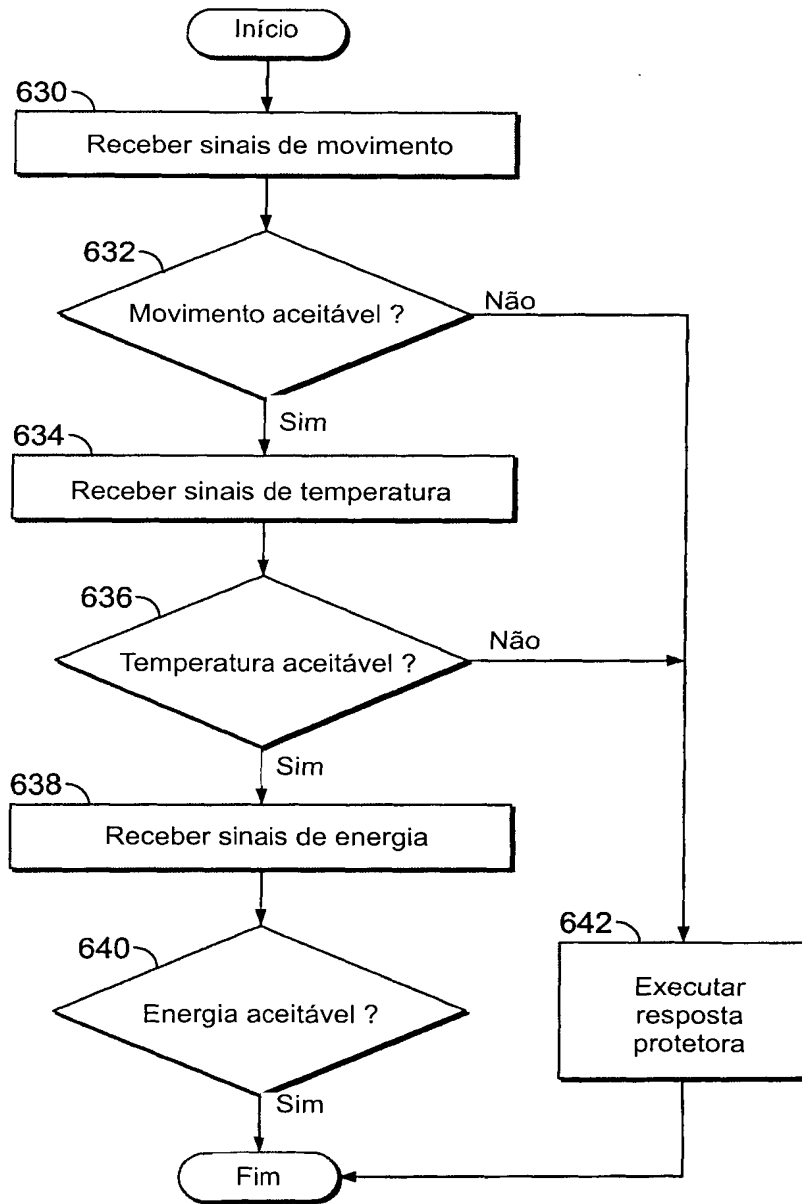 Início
630
Receber sinais de movimento
632
Movimento aceitável ?
Não
Sim
634
Receber sinais de temperatura
636
Temperatura aceitável ?
Não
Sim
638
Receber sinais de energia
640
Energia aceitável ?
642
Executar
resposta
protetora
Sim
Fim